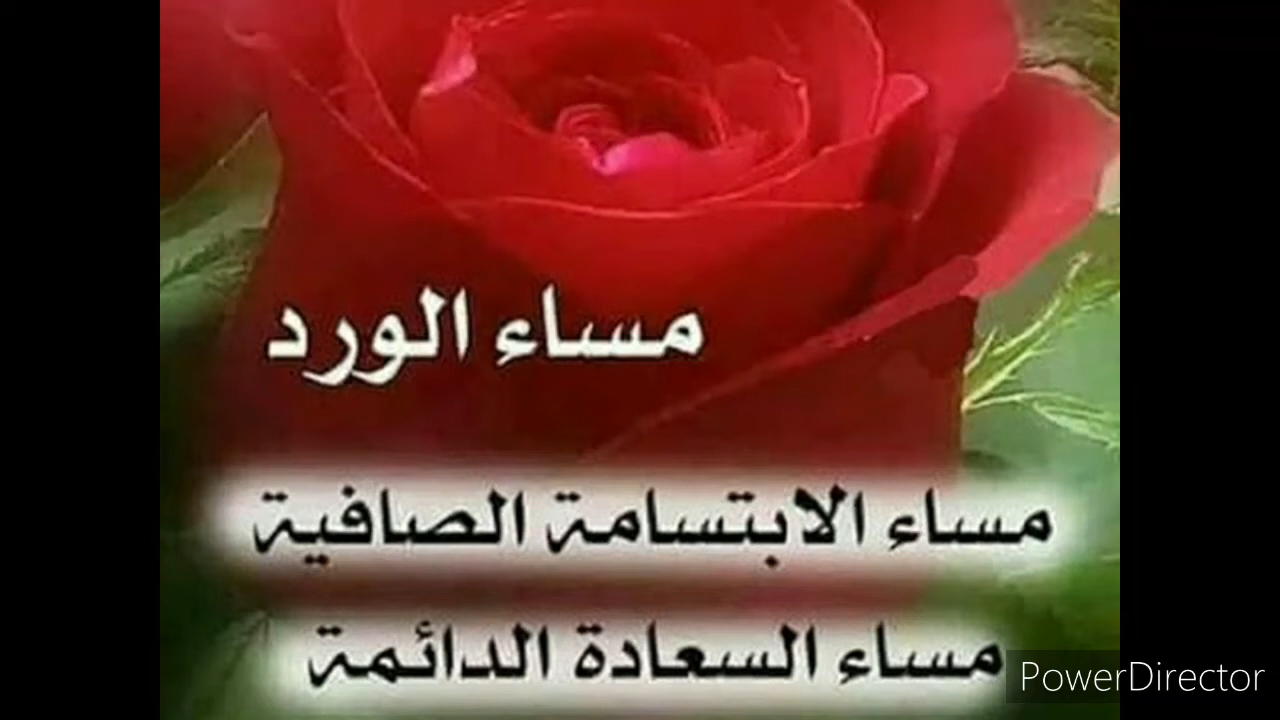 مساء الورد
مساء الابتسامة الصافية
مساء السعادة الدائمة
PowerDirector